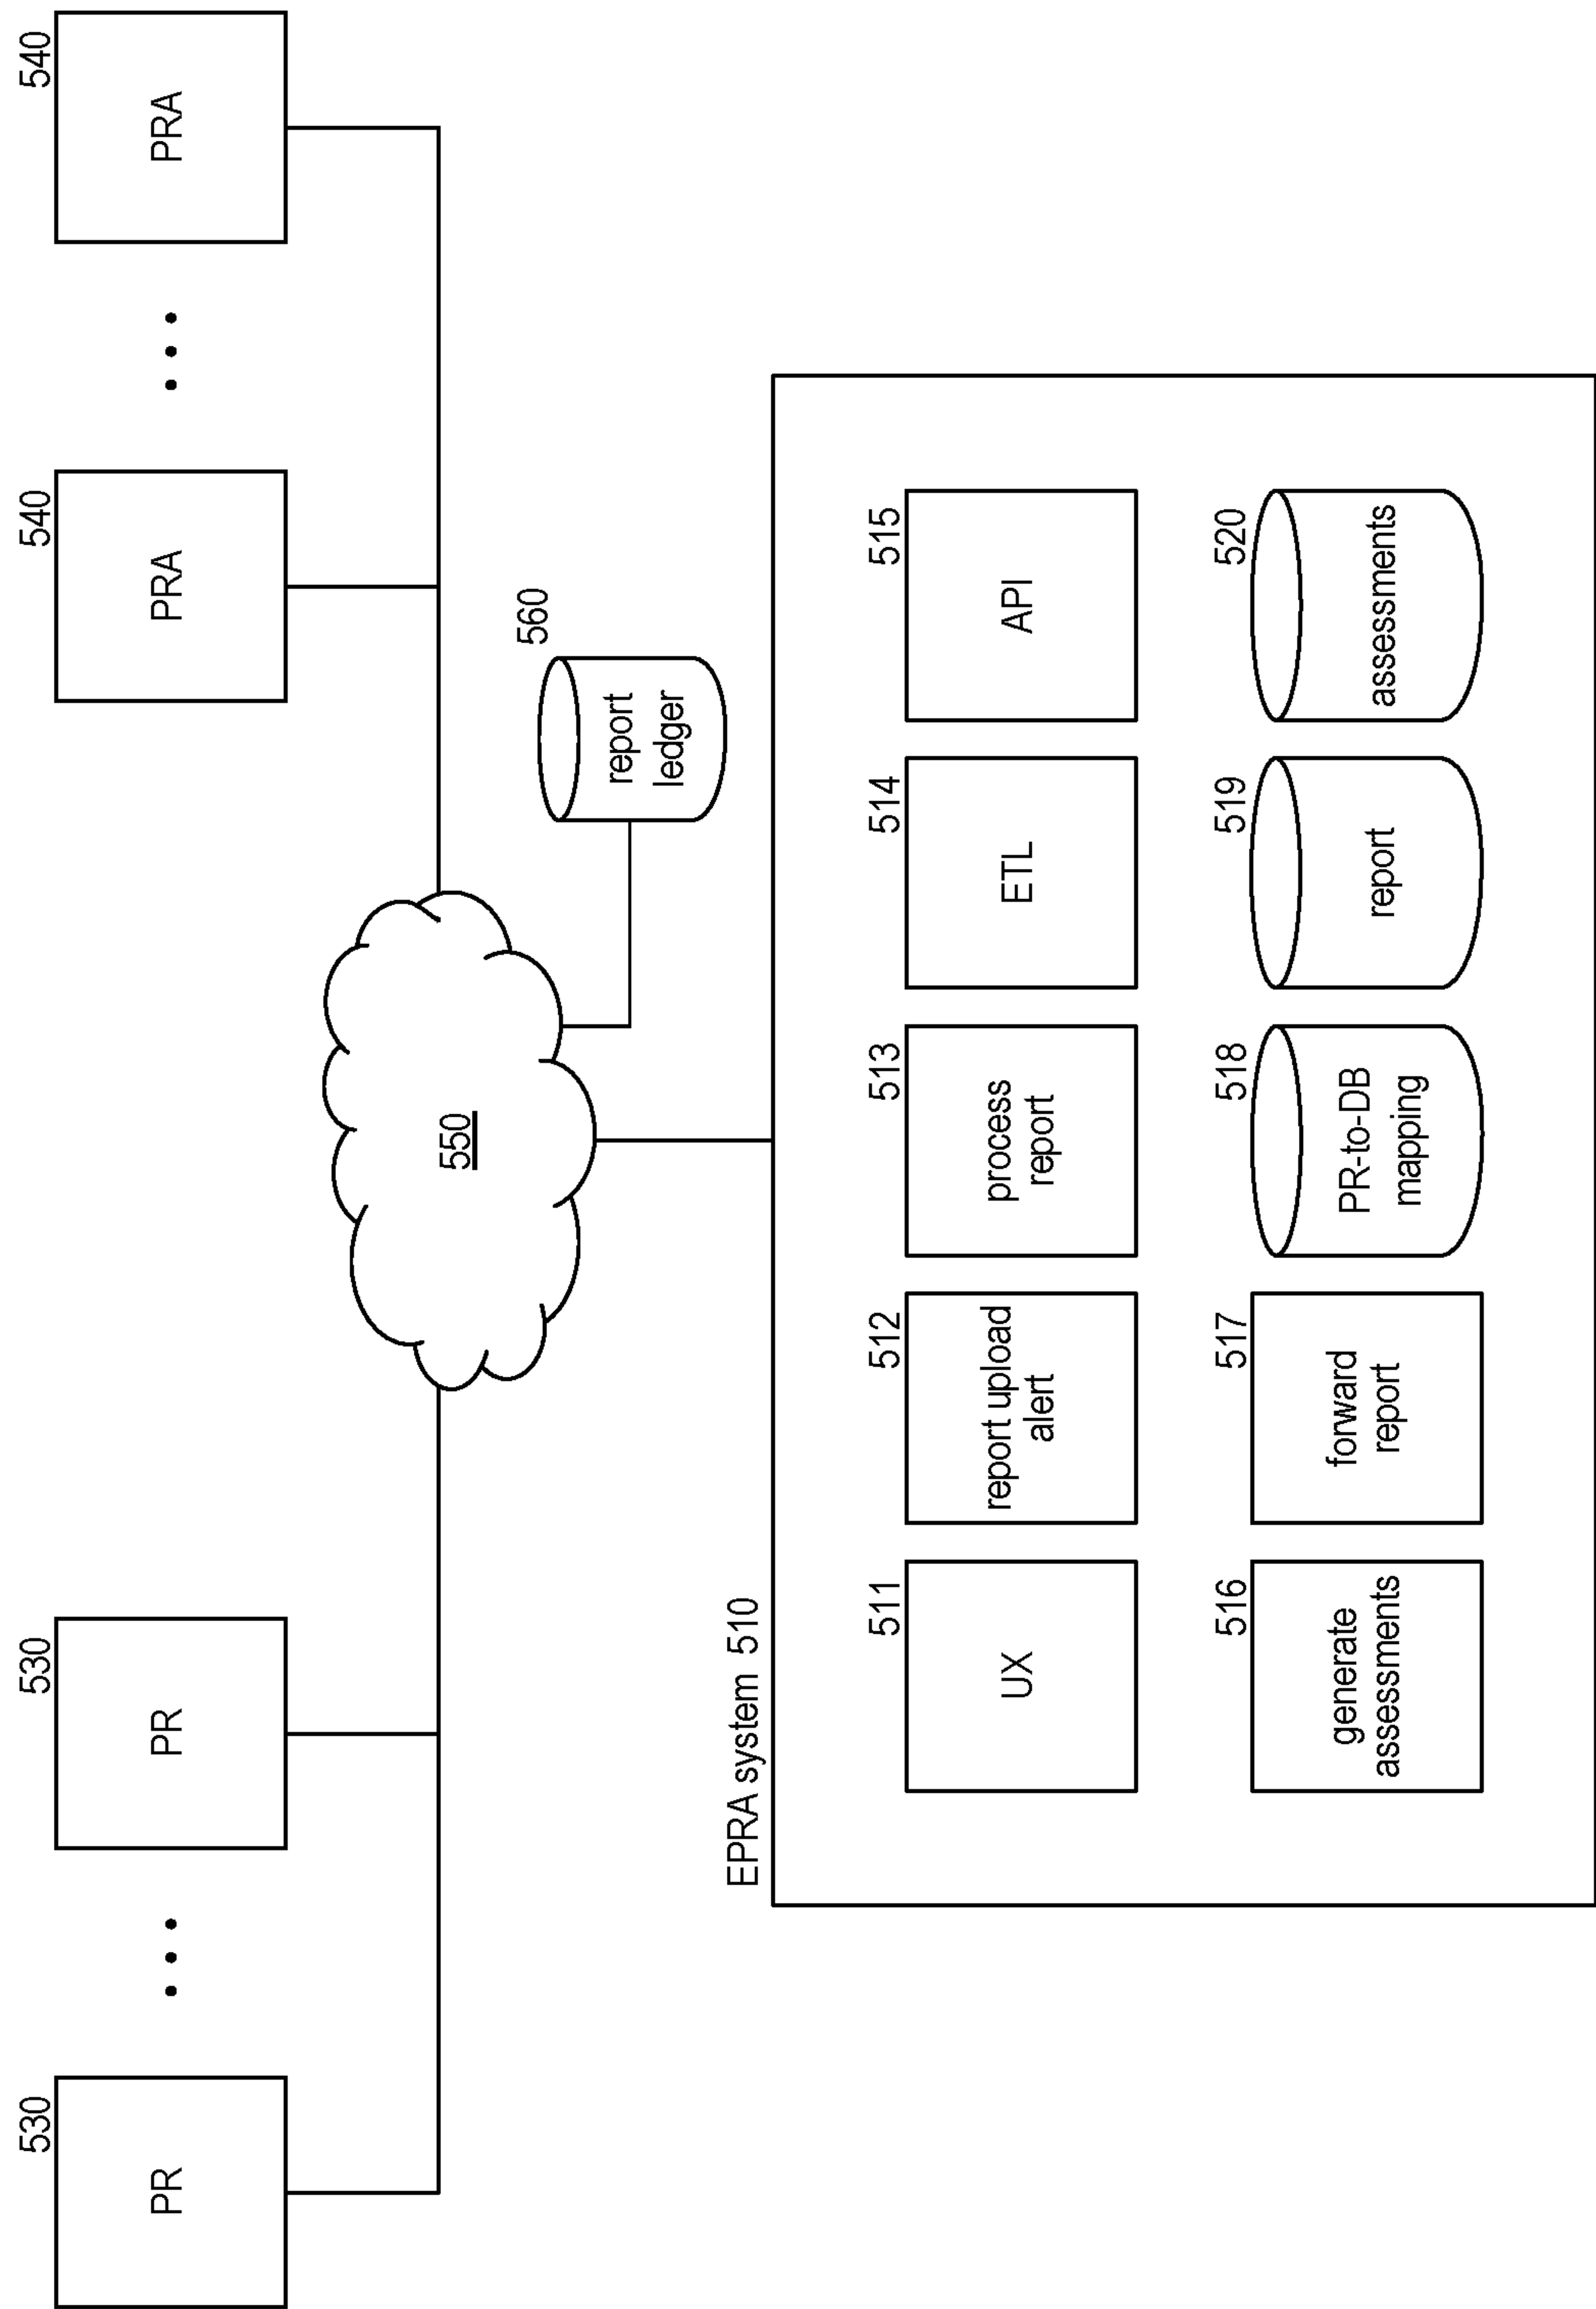 530
PR
530
PR
540
PRA
540
PRA
550
560
report
ledger
EPRA system 510
511
UX
512
report upload
alert
513
process
report
514
ETL
515
API
516
generate
assessments
517
forward
report
518
PR-to-DB
mapping
519
report
520
assessments